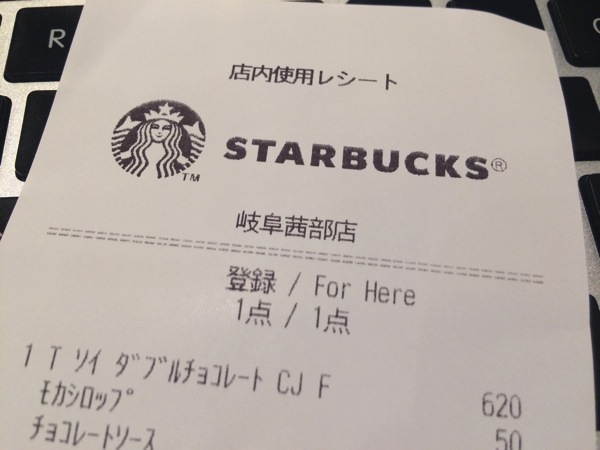 R
店内使用レシート
STARBUCKS®
TM
岐阜茜部店
登録 / For Here
1点 / 1点
1 T ソイ ダブルチョコレート CJ F 620
モカシロップ
チョコレートソース 50